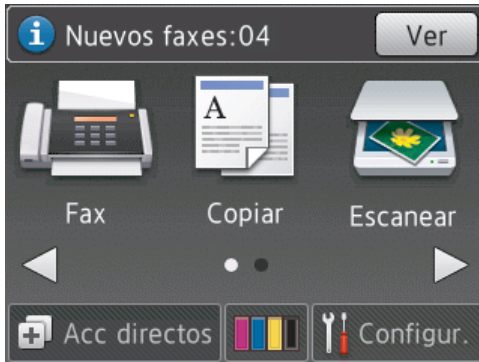 Nuevos faxes:04
Ver
A
Fax
Copiar
Escanear
Acc directos
Configur.